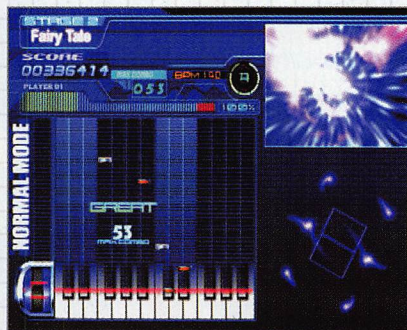 STAGE 2
Fairy Tale
SCORE
00336414
MAX COMBO
053
BPM 140
A
PLAYER 01
100%
NORMAL MODE
GREAT
53
MAX COMBO